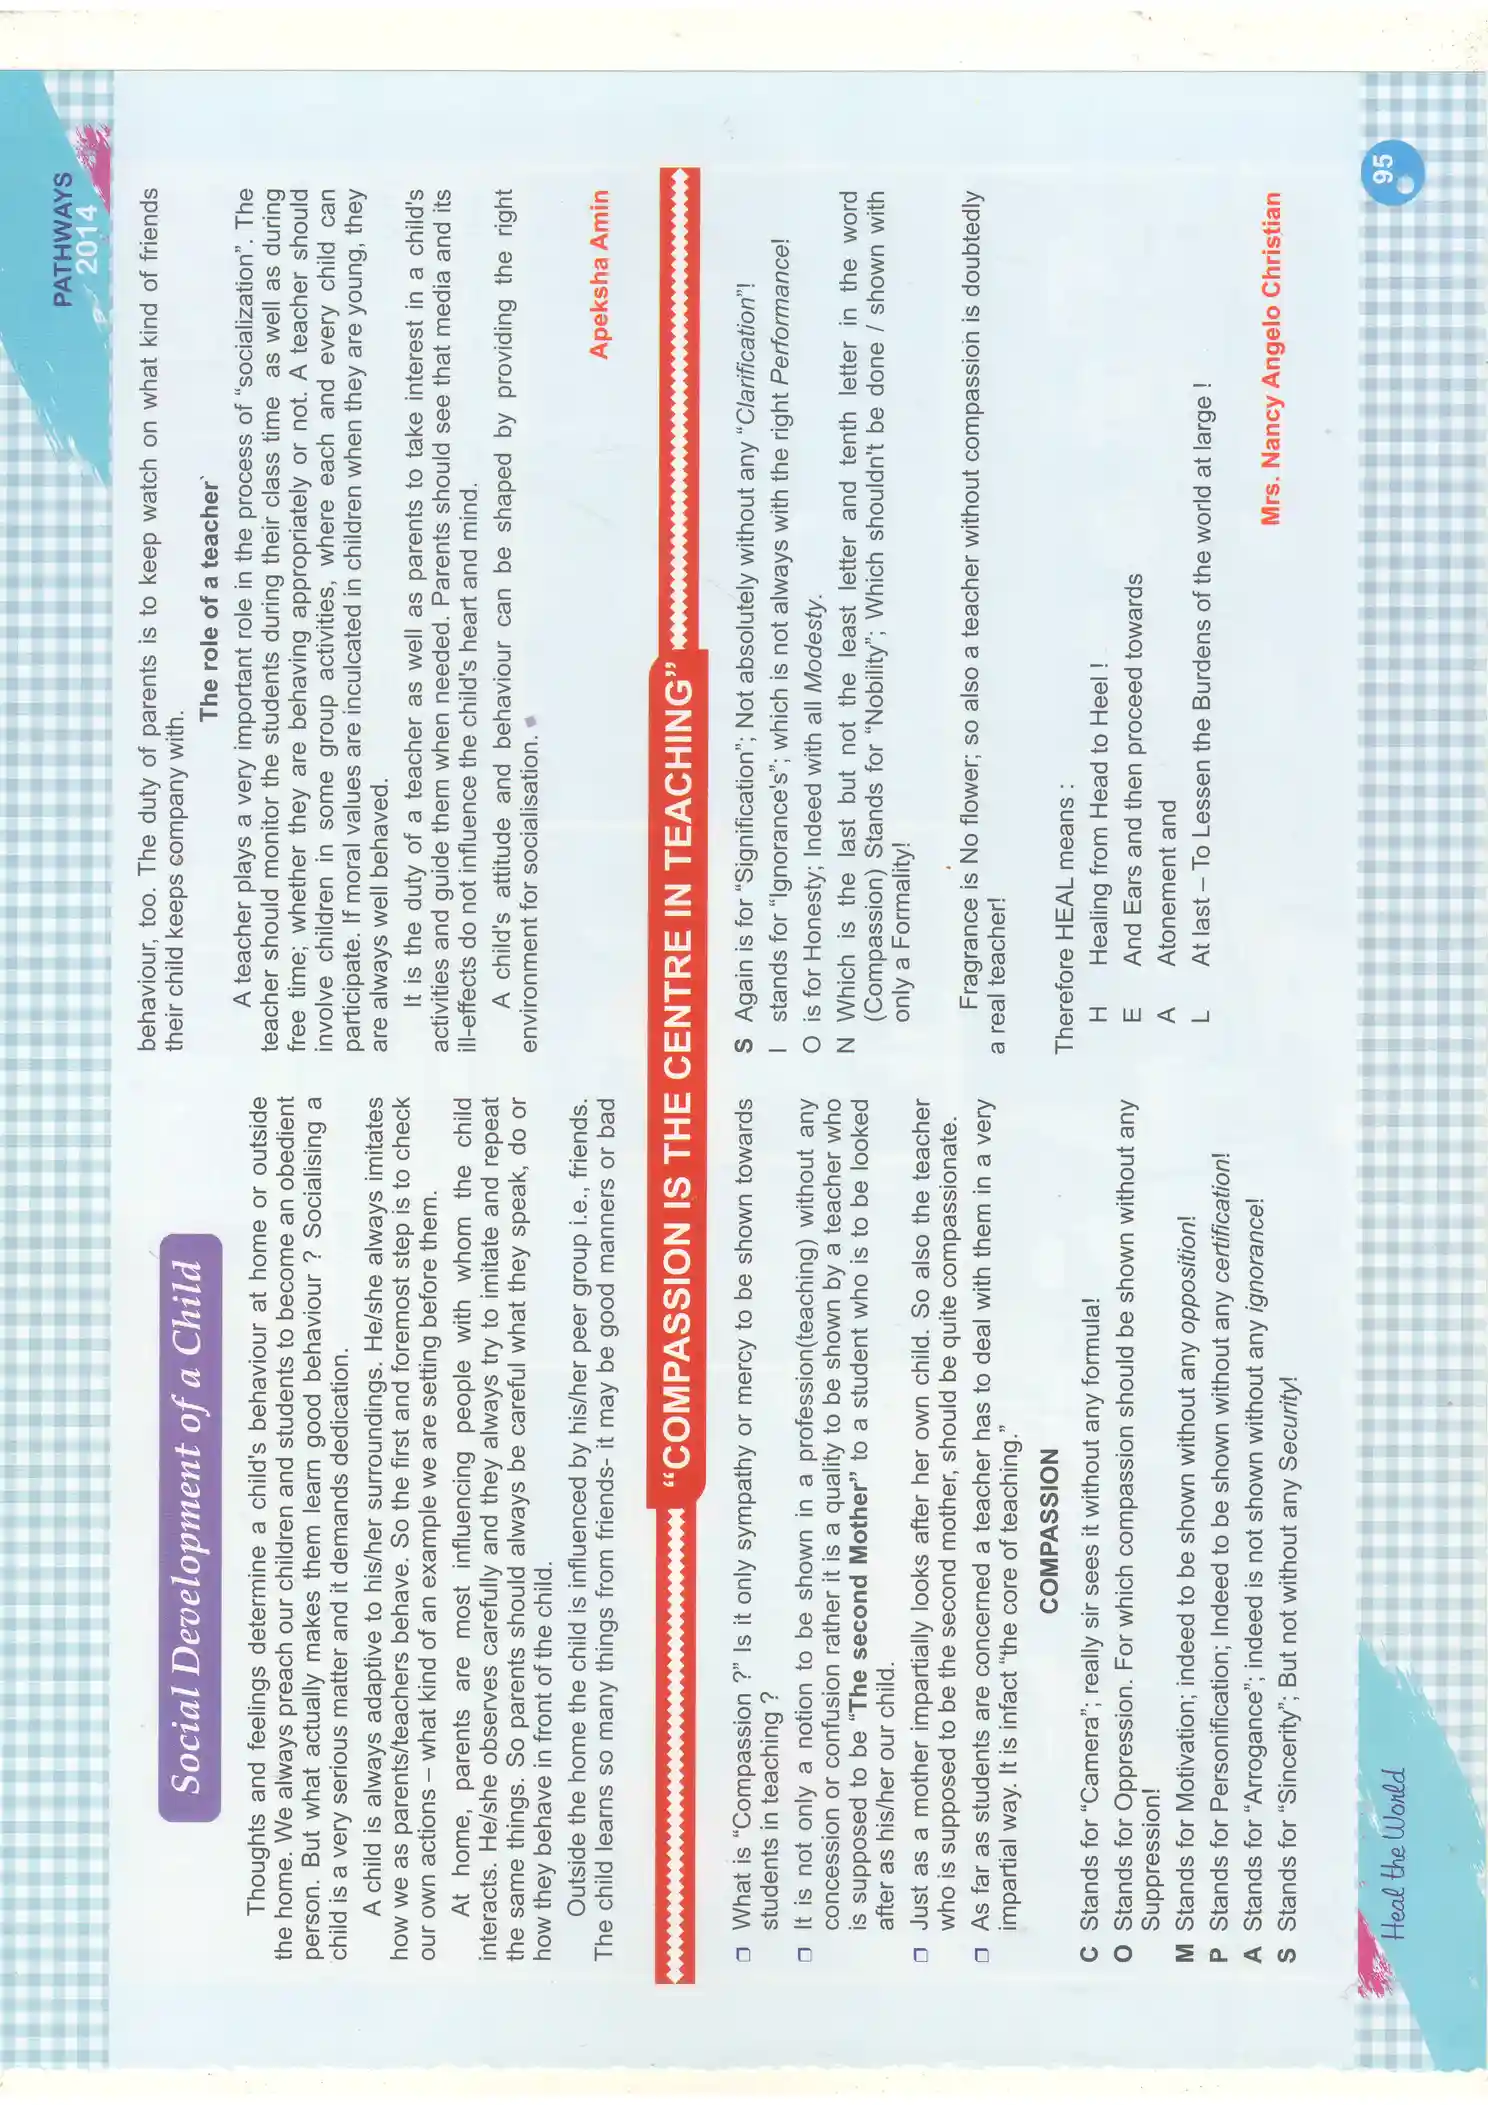 PATHWAYS
2014
Social Development of a Child
Thoughts and feelings determine a child's behaviour at home or outside
the home. We always preach our children and students to become an obedient
person. But what actually makes them learn good behaviour ? Socialising a
child is a very serious matter and it demands dedication.
A child is always adaptive to his/her surroundings. He/she always imitates
how we as parents/teachers behave. So the first and foremost step is to check
our own actions – what kind of an example we are setting before them.
At home, parents are most influencing people with whom the child
interacts. He/she observes carefully and they always try to imitate and repeat
the same things. So parents should always be careful what they speak, do or
how they behave in front of the child.
Outside the home the child is influenced by his/her peer group i.e., friends.
The child learns so many things from friends- it may be good manners or bad
behaviour, too. The duty of parents is to keep watch on what kind of friends
their child keeps company with.
The role of a teacher`
A teacher plays a very important role in the process of “socialization”. The
teacher should monitor the students during their class time as well as during
free time; whether they are behaving appropriately or not. A teacher should
involve children in some group activities, where each and every child can
participate. If moral values are inculcated in children when they are young, they
are always well behaved.
It is the duty of a teacher as well as parents to take interest in a child's
activities and guide them when needed. Parents should see that media and its
ill-effects do not influence the child's heart and mind.
A child's attitude and behaviour can be shaped by providing the right
environment for socialisation.
Apeksha Amin
“COMPASSION IS THE CENTRE IN TEACHING”
What is “Compassion ?” Is it only sympathy or mercy to be shown towards
students in teaching ?
It is not only a notion to be shown in a profession(teaching) without any
concession or confusion rather it is a quality to be shown by a teacher who
is supposed to be “The second Mother” to a student who is to be looked
after as his/her our child.
Just as a mother impartially looks after her own child. So also the teacher
who is supposed to be the second mother, should be quite compassionate.
As far as students are concerned a teacher has to deal with them in a very
impartial way. It is infact “the core of teaching.”
COMPASSION
C Stands for “Camera”; really sir sees it without any formula!
O Stands for Oppression. For which compassion should be shown without any
Suppression!
M Stands for Motivation; indeed to be shown without any opposition!
P Stands for Personification; Indeed to be shown without any certification!
A Stands for “Arrogance”; indeed is not shown without any ignorance!
S Stands for “Sincerity”; But not without any Security!
S Again is for “Signification”; Not absolutely without any “Clarification”!
I stands for “Ignorance's”; which is not always with the right Performance!
O is for Honesty; Indeed with all Modesty.
N Which is the last but not the least letter and tenth letter in the word
(Compassion) Stands for “Nobility”; Which shouldn't be done / shown with
only a Formality!
Fragrance is No flower; so also a teacher without compassion is doubtedly
a real teacher!
Therefore HEAL means :
H Healing from Head to Heel !
E And Ears and then proceed towards
A Atonement and
L At last – To Lessen the Burdens of the world at large !
Mrs. Nancy Angelo Christian
Heal the World
95